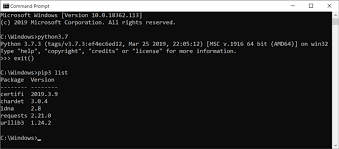 Command Prompt
Microsoft Windows [Version 10.0.18362.113]
(c) 2019 Microsoft Corporation. All rights reserved.
C:\Windows>python3.7
Python 3.7.3 (tags/v3.7.3:ef4ec6ed12, Mar 25 2019, 22:05:12) [MSC v.1916 64 bit (AMD64)] on win32
Type "help", "copyright", "credits" or "license" for more information.
>>> exit()
C:\Windows>pip3 list
Package Version
-------- --------
certifi 2019.3.9
chardet 3.0.4
idna 2.8
requests 2.21.0
urllib3 1.24.2
C:\Windows>